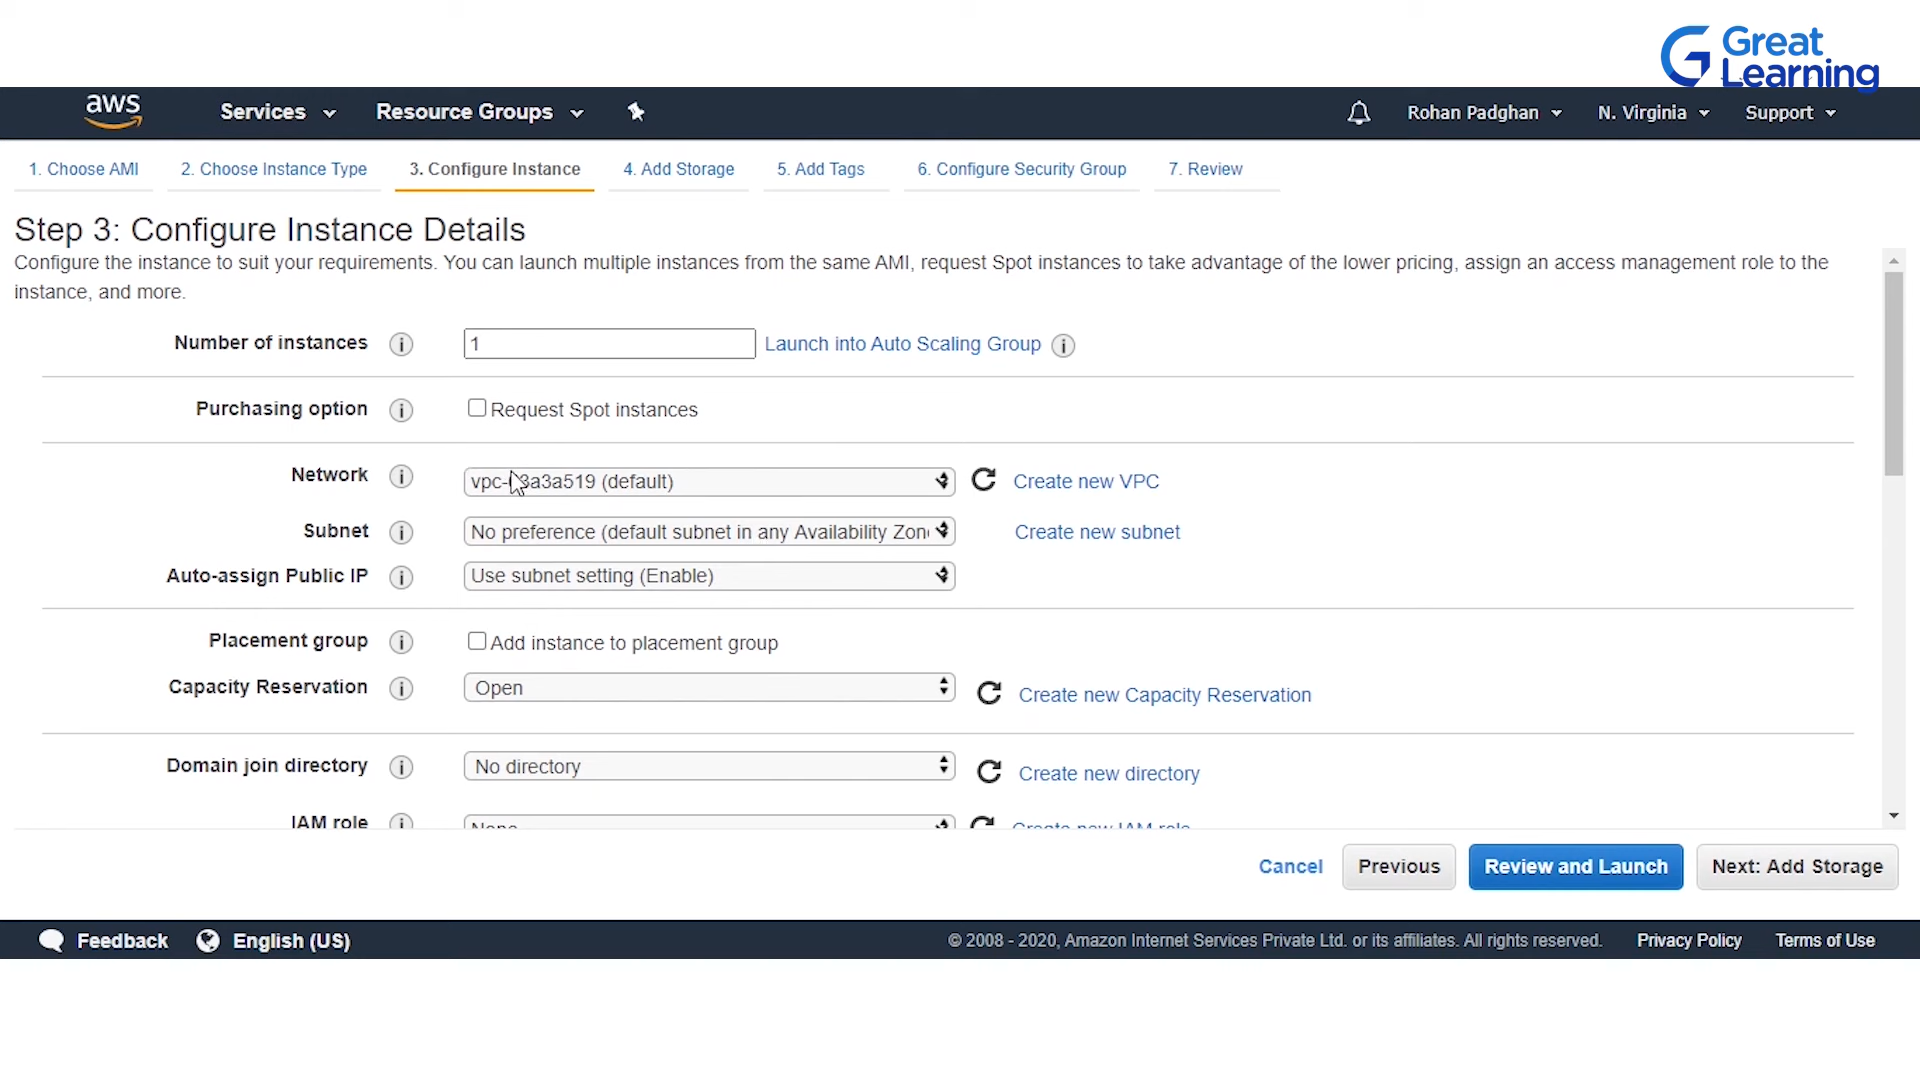 Great
Learning
aws Services Resource Groups Rohan Padghan N. Virginia Support
1. Choose AMI 2. Choose Instance Type 3. Configure Instance 4. Add Storage 5. Add Tags 6. Configure Security Group 7. Review
Step 3: Configure Instance Details
Configure the instance to suit your requirements. You can launch multiple instances from the same AMI, request Spot instances to take advantage of the lower pricing, assign an access management role to the
instance, and more.
Number of instances i 1 Launch into Auto Scaling Group i
Purchasing option i Request Spot instances
Network i (default) Create new VPC
Subnet i No preference (default subnet in any Availability Create new subnet
Auto-assign Public IP i Use subnet setting (Enable)
Placement group i Add instance to placement group
Capacity Reservation i Open Create new Capacity Reservation
Domain join directory i No directory Create new directory
IAM role i None Create new IAM role
Cancel Previous Review and Launch Next: Add Storage
Feedback English (US) © 2008 - 2020, Amazon Internet Services Private Ltd. or its affiliates. All rights reserved. Privacy Policy Terms of Use